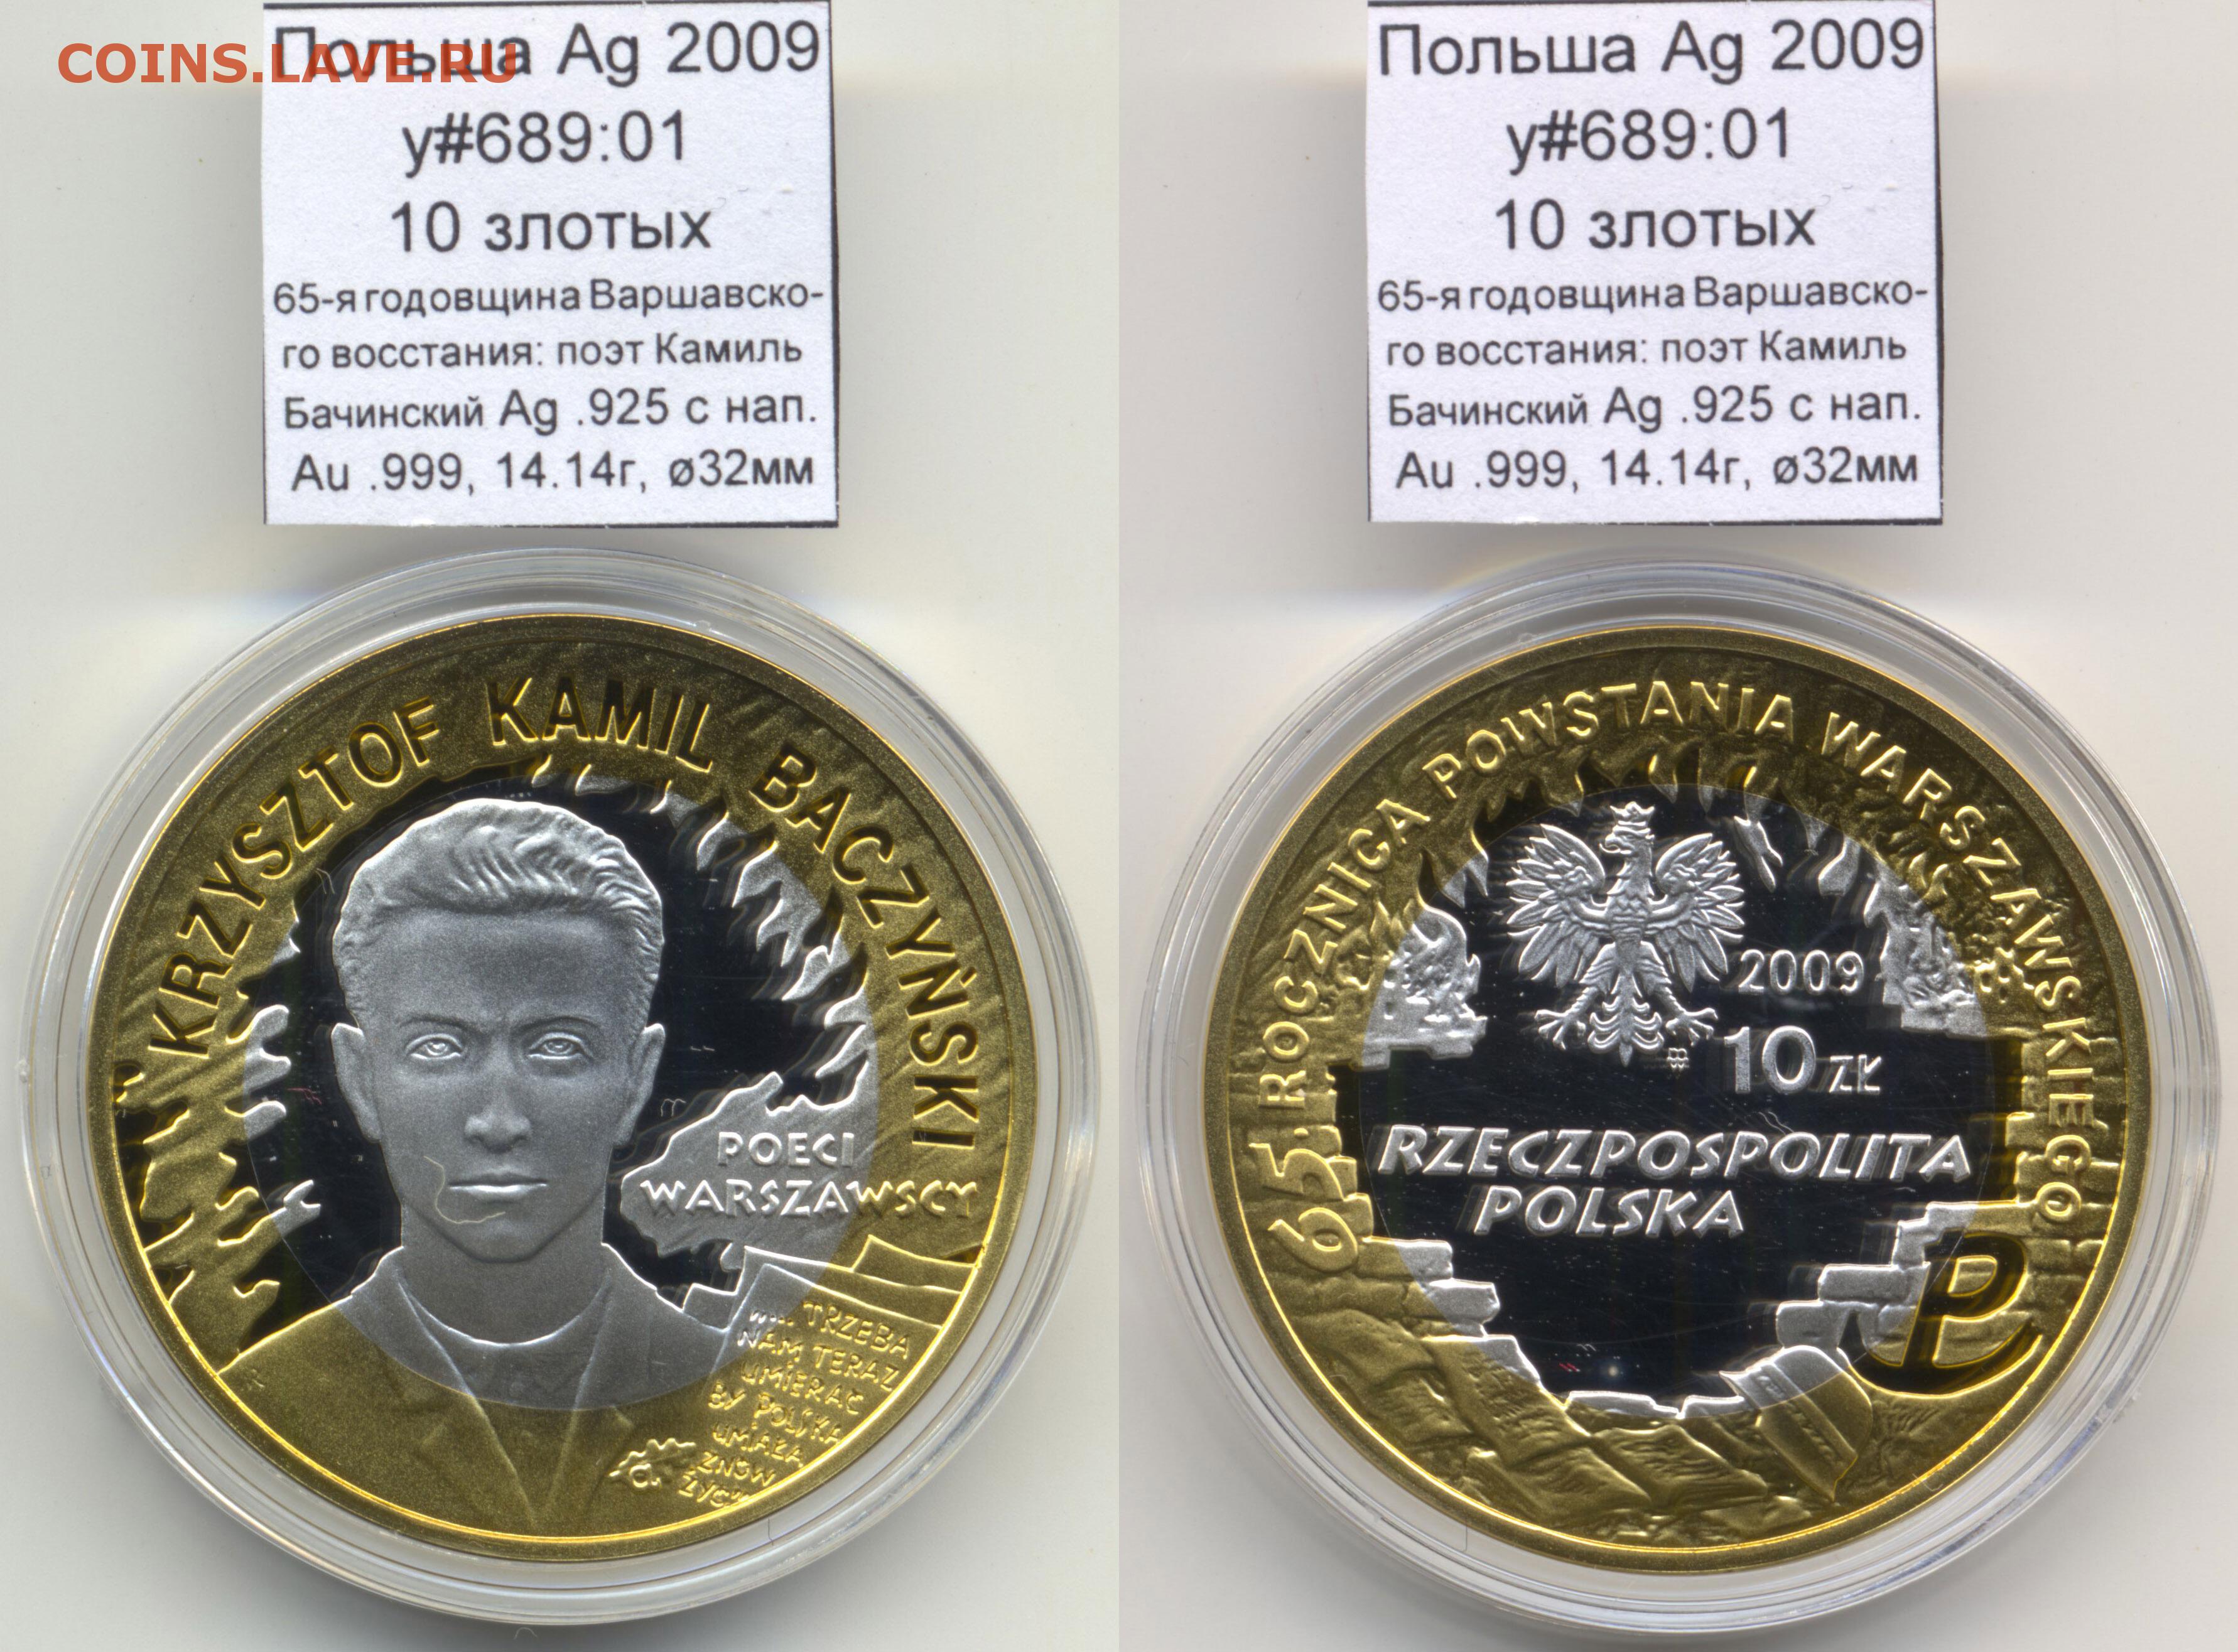 COINS.LAVE.RU
Польша Ag 2009
y#689:01
10 злотых
65-я годовщина Варшавско-
го восстания: поэт Камиль
Бачинский Ag .925 с нап.
Au .999, 14.14г, ø32мм
KRZYSZTOF KAMIL BACZYŃSKI
POECI
WARSZAWSCY
TRZEBA
NAM TERAZ
UMIERAĆ
BY POLSKA
UMIAŁA
ZNÓW
ŻYĆ
Польша Ag 2009
y#689:01
10 злотых
65-я годовщина Варшавско-
го восстания: поэт Камиль
Бачинский Ag .925 с нап.
Au .999, 14.14г, ø32мм
65. ROCZNICA POWSTANIA WARSZAWSKIEGO
2009
10 ZŁ
RZECZPOSPOLITA
POLSKA